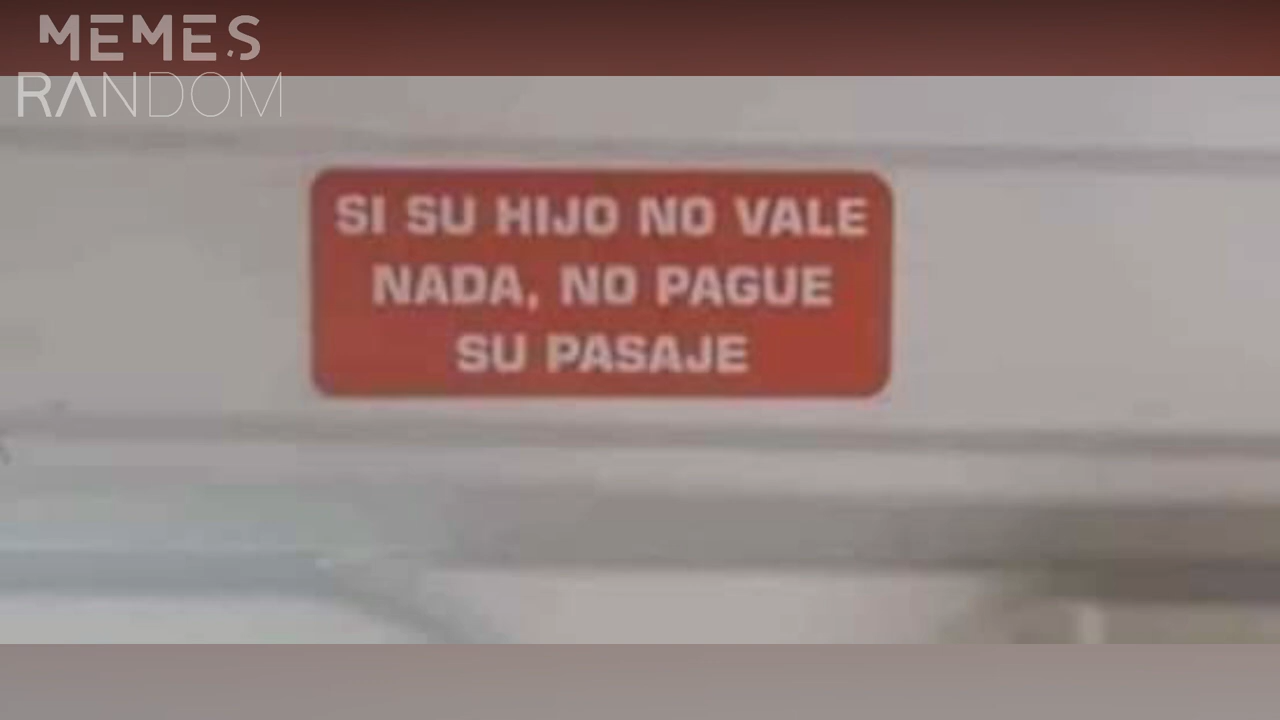 MEMES
RANDOM
SI SU HIJO NO VALE
NADA, NO PAGUE
SU PASAJE